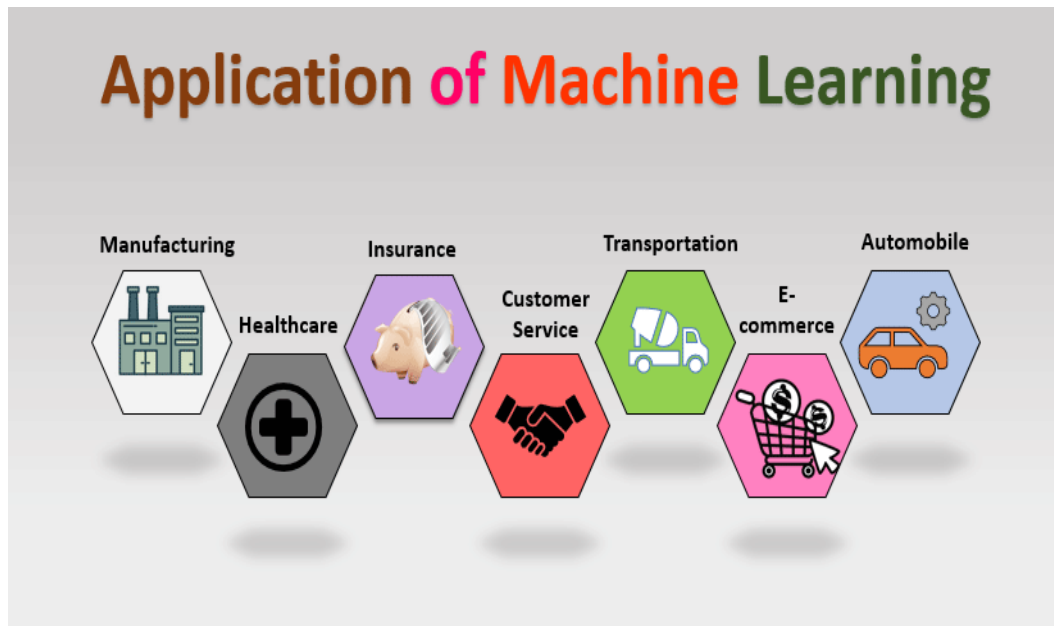 Application of Machine Learning
Manufacturing
Healthcare
Insurance
Customer
Service
Transportation
E-
commerce
Automobile
$
$